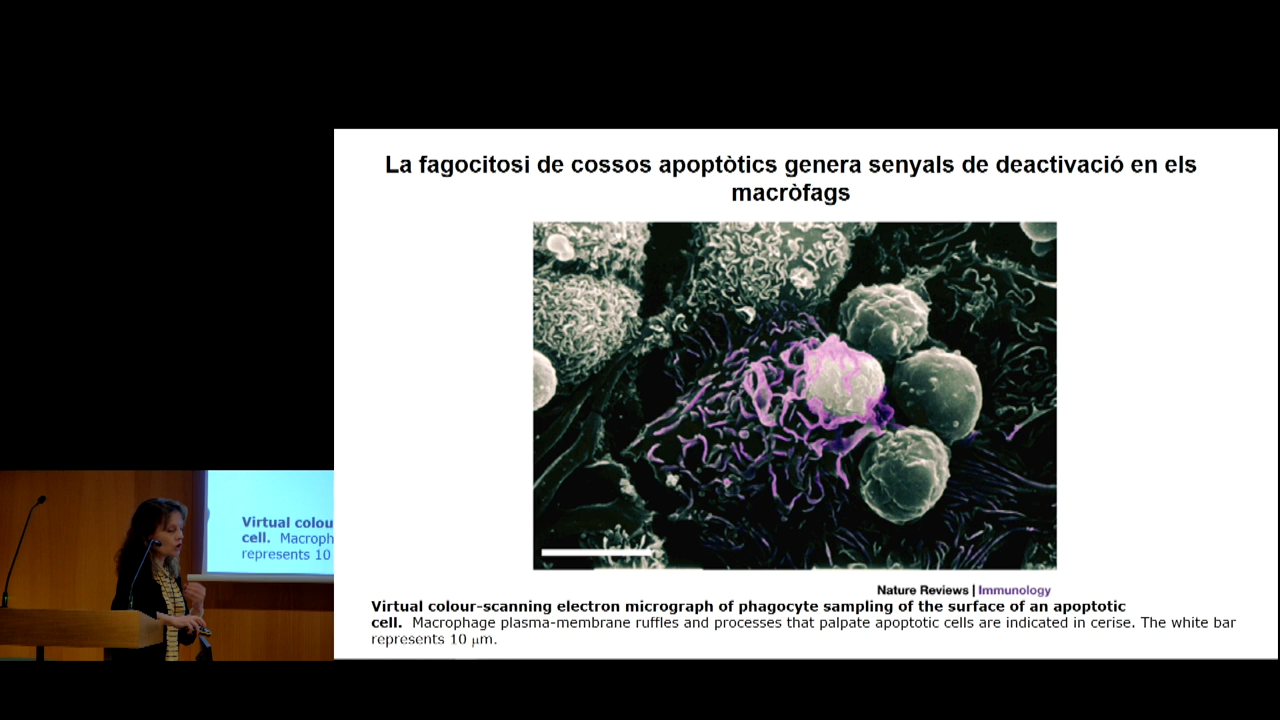 La fagocitosi de cossos apoptòtics genera senyals de deactivació en els
macròfags
Nature Reviews | Immunology
Virtual colour-scanning electron micrograph of phagocyte sampling of the surface of an apoptotic
cell. Macrophage plasma-membrane ruffles and processes that palpate apoptotic cells are indicated in cerise. The white bar
represents 10 μm.
Virtual colou
cell. Macroph
represents 10